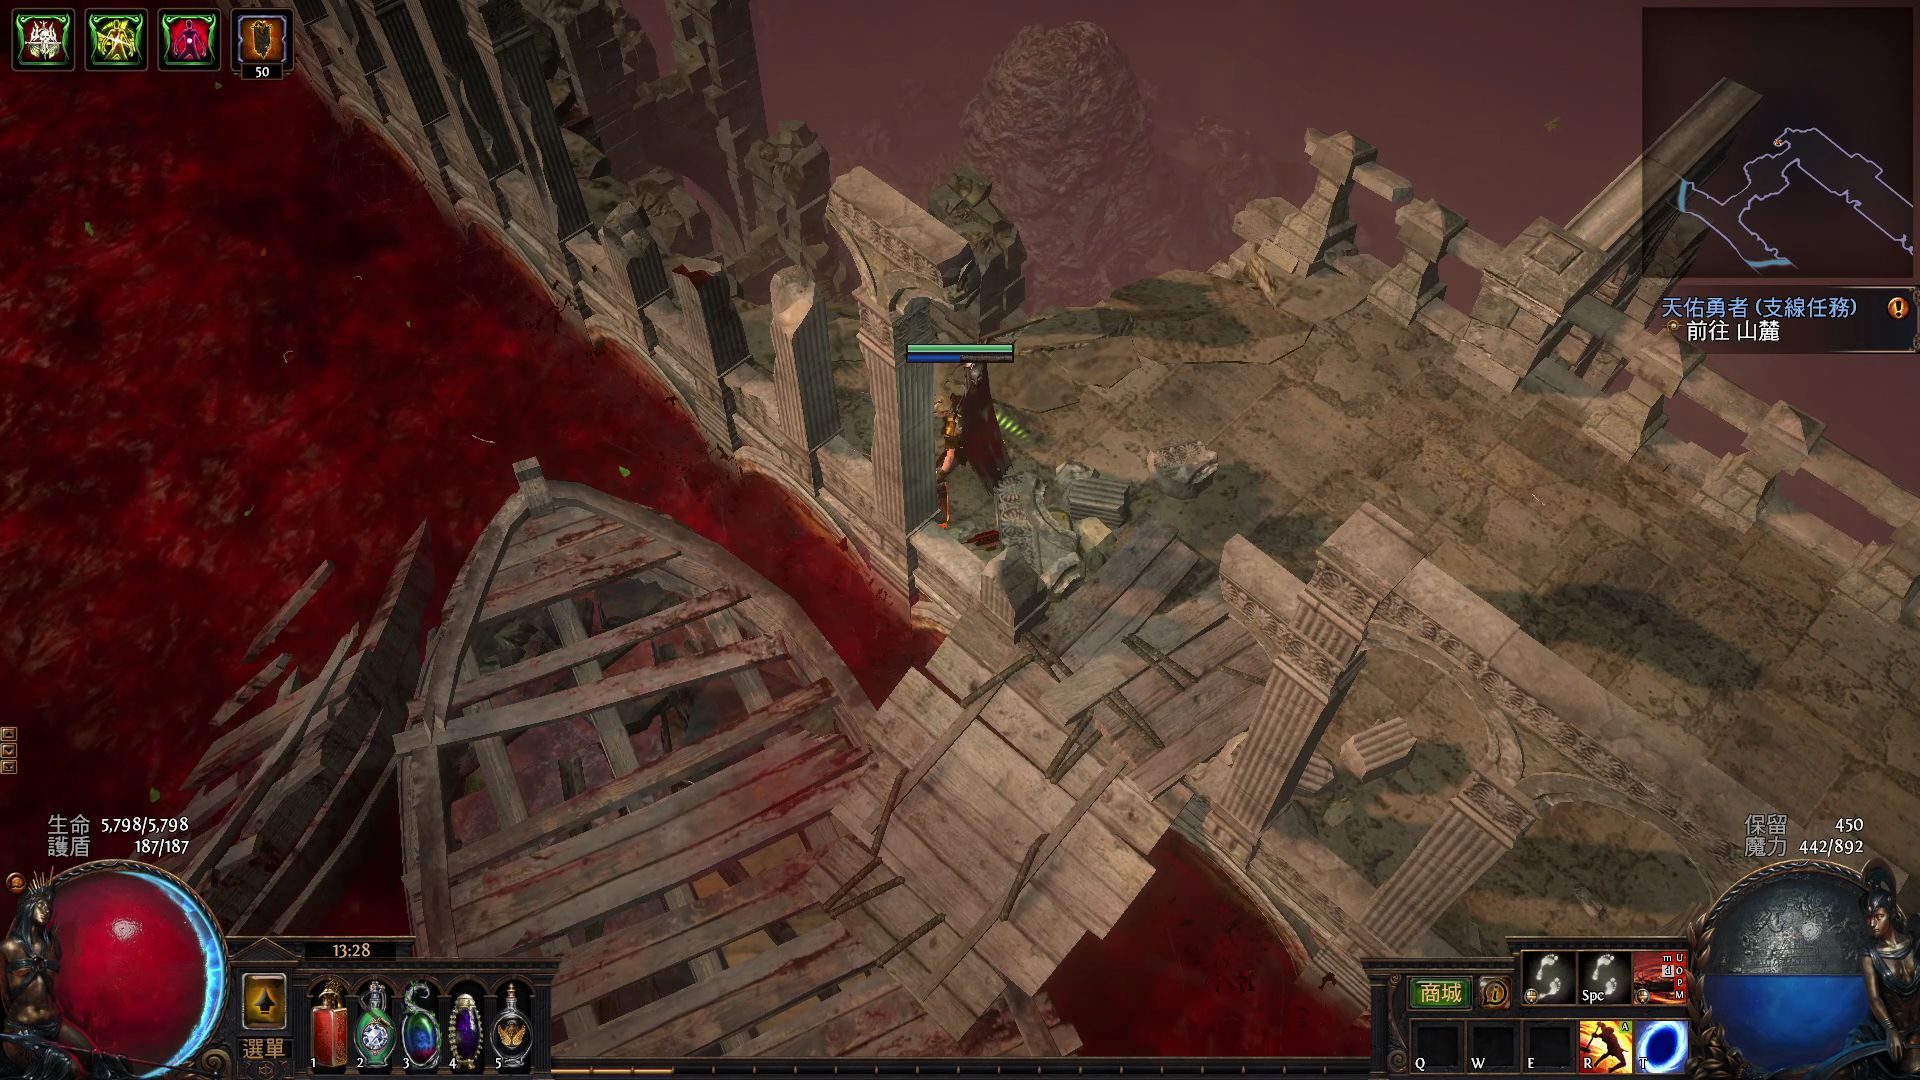 50
天佑勇者 (支線任務)
前往 山麓
生命 5,798/5,798
護盾 187/187
保留 450
魔力 442/892
13:28
選單
1 2 3 4 5
商城
Spc
m U
d O
P
M
A
Q W E R T